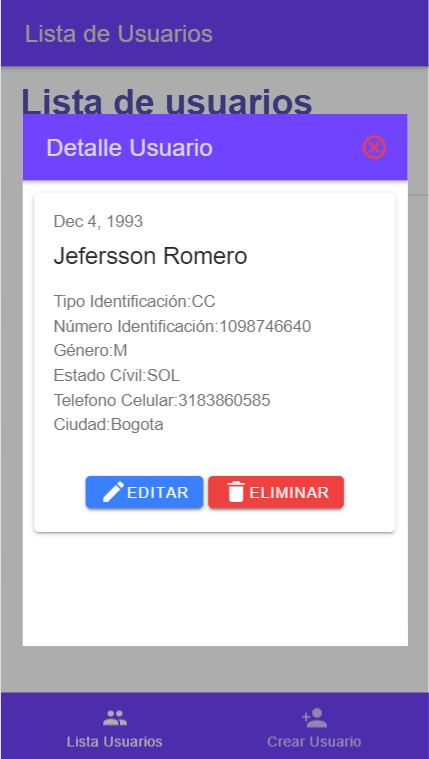 Lista de Usuarios
Lista de usuarios
Detalle Usuario
Dec 4, 1993
Jefersson Romero
Tipo Identificación:CC
Número Identificación:1098746640
Género:M
Estado Cívil:SOL
Telefono Celular:3183860585
Ciudad:Bogota
EDITAR ELIMINAR
Lista Usuarios Crear Usuario